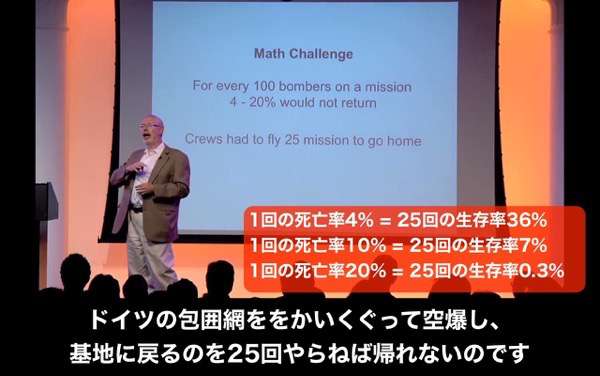 Math Challenge
For every 100 bombers on a mission
4 - 20% would not return
Crews had to fly 25 mission to go home
1回の死亡率4% = 25回の生存率36%
1回の死亡率10% = 25回の生存率7%
1回の死亡率20% = 25回の生存率0.3%
ドイツの包囲網ををかいくぐって空爆し、
基地に戻るのを25回やらねば帰れないのです